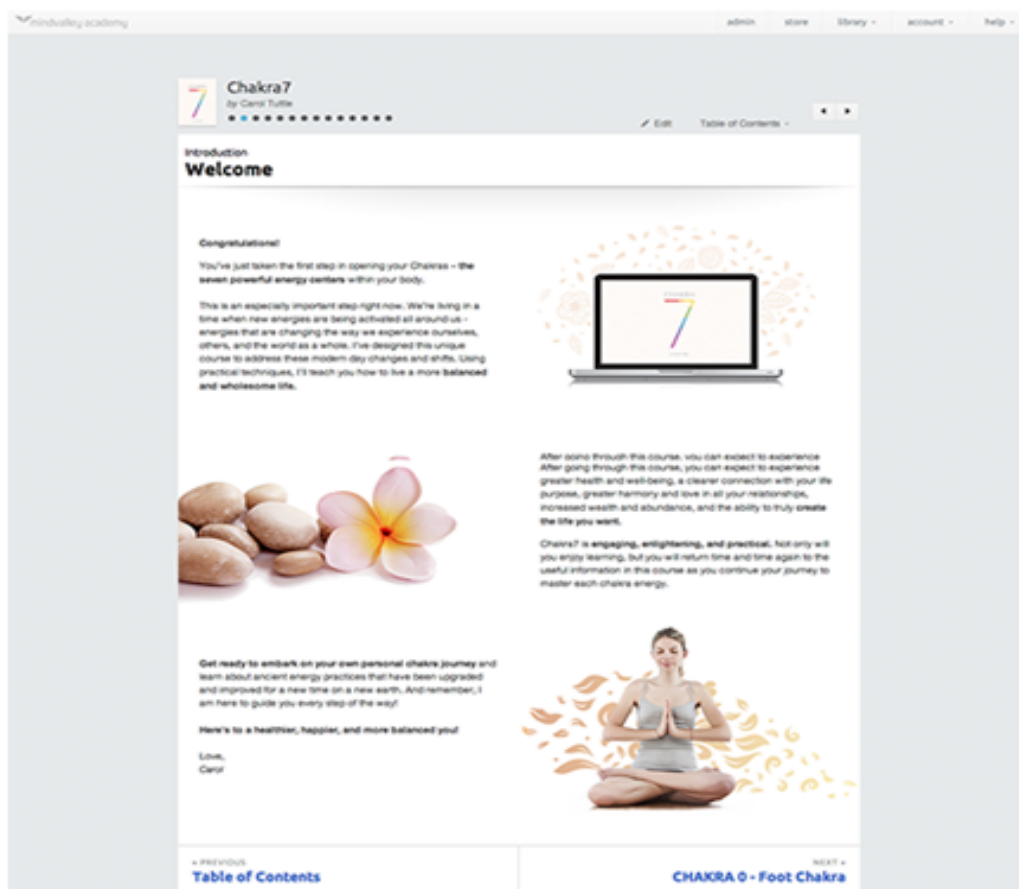 mindvalley academy
admin store library account help
Chakra7
by Carol Tuttle
Edit Table of Contents
Introduction
Welcome
Congratulations!
You've just taken the first step in opening your Chakras – the
seven powerful energy centers within your body.
This is an especially important step right now. We're living in a
time when new energies are being activated all around us -
energies that are changing the way we experience ourselves,
others, and the world as a whole. I've designed this unique
course to address these modern day changes and shifts. Using
practical techniques, I'll teach you how to live a more balanced
and wholesome life.
CHAKRA
7
After going through this course, you can expect to experience
After going through this course, you can expect to experience
greater health and well-being, a clearer connection with your life
purpose, greater harmony and love in all your relationships,
increased wealth and abundance, and the ability to truly create
the life you want.
Chakra7 is engaging, enlightening, and practical. Not only will
you enjoy learning, but you will return time and time again to the
useful information in this course as you continue your journey to
master each chakra energy.
Get ready to embark on your own personal chakra journey and
learn about ancient energy practices that have been upgraded
and improved for a new time on a new earth. And remember, I
am here to guide you every step of the way!
Here's to a healthier, happier, and more balanced you!
Love,
Carol
« PREVIOUS
Table of Contents
NEXT »
CHAKRA 0 - Foot Chakra